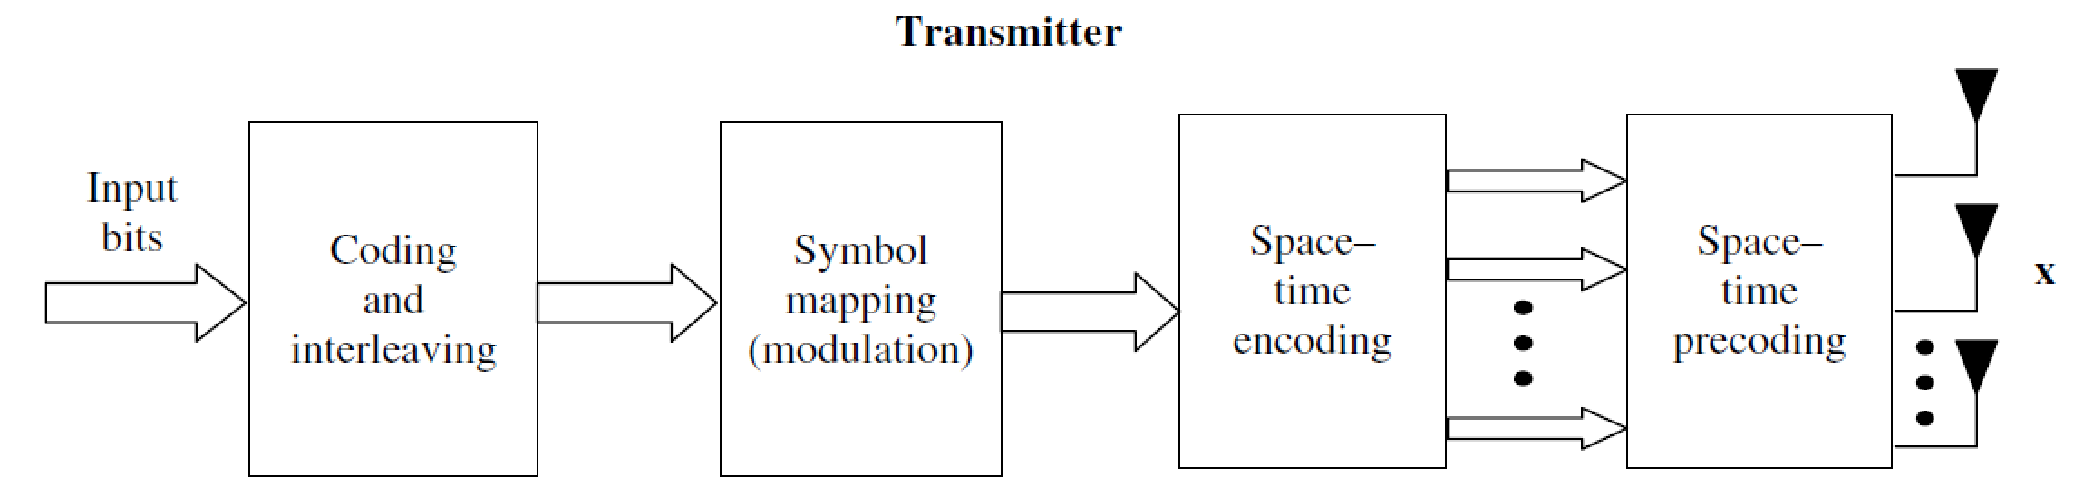 Transmitter
Input
bits
Coding
and
interleaving
Symbol
mapping
(modulation)
Space–
time
encoding
Space–
time
precoding
x